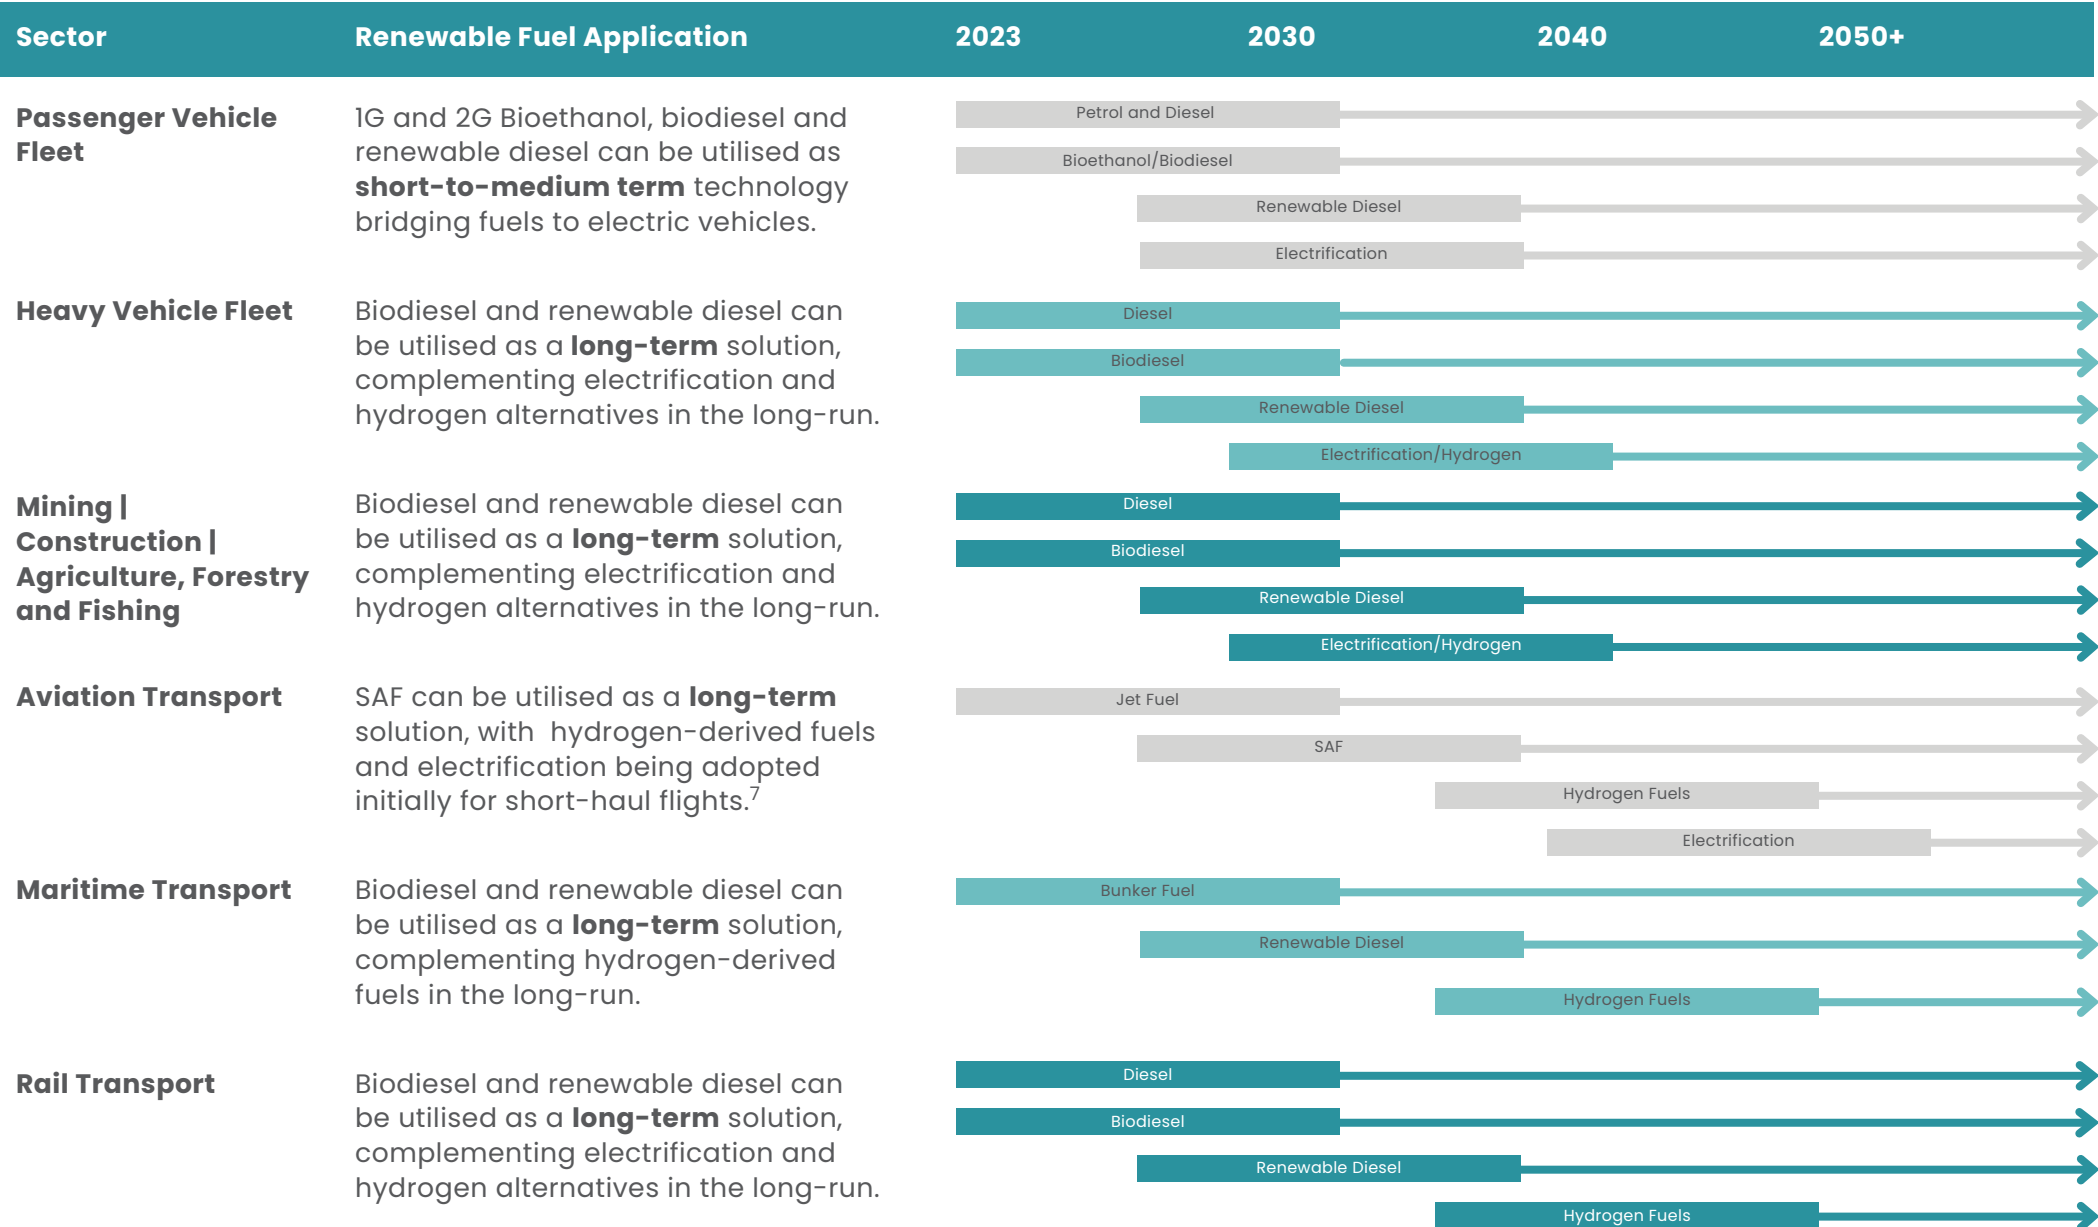 Sector Renewable Fuel Application 2023 2030 2040 2050+
Passenger Vehicle
Fleet
1G and 2G Bioethanol, biodiesel and
renewable diesel can be utilised as
short-to-medium term technology
bridging fuels to electric vehicles.
Petrol and Diesel
Bioethanol/Biodiesel
Renewable Diesel
Electrification
Heavy Vehicle Fleet
Biodiesel and renewable diesel can
be utilised as a long-term solution,
complementing electrification and
hydrogen alternatives in the long-run.
Diesel
Biodiesel
Renewable Diesel
Electrification/Hydrogen
Mining |
Construction |
Agriculture, Forestry
and Fishing
Biodiesel and renewable diesel can
be utilised as a long-term solution,
complementing electrification and
hydrogen alternatives in the long-run.
Diesel
Biodiesel
Renewable Diesel
Electrification/Hydrogen
Aviation Transport
SAF can be utilised as a long-term
solution, with hydrogen-derived fuels
and electrification being adopted
initially for short-haul flights.7
Jet Fuel
SAF
Hydrogen Fuels
Electrification
Maritime Transport
Biodiesel and renewable diesel can
be utilised as a long-term solution,
complementing hydrogen-derived
fuels in the long-run.
Bunker Fuel
Renewable Diesel
Hydrogen Fuels
Rail Transport
Biodiesel and renewable diesel can
be utilised as a long-term solution,
complementing electrification and
hydrogen alternatives in the long-run.
Diesel
Biodiesel
Renewable Diesel
Hydrogen Fuels